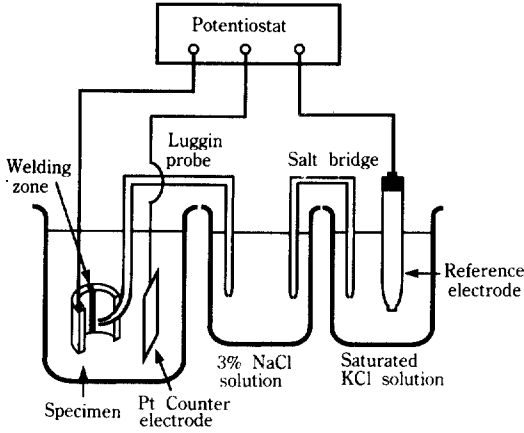 Potentiostat
Luggin
probe
Salt bridge
Welding
zone
Reference
electrode
3% NaCl
solution
Saturated
KCl solution
Specimen
Pt Counter
electrode